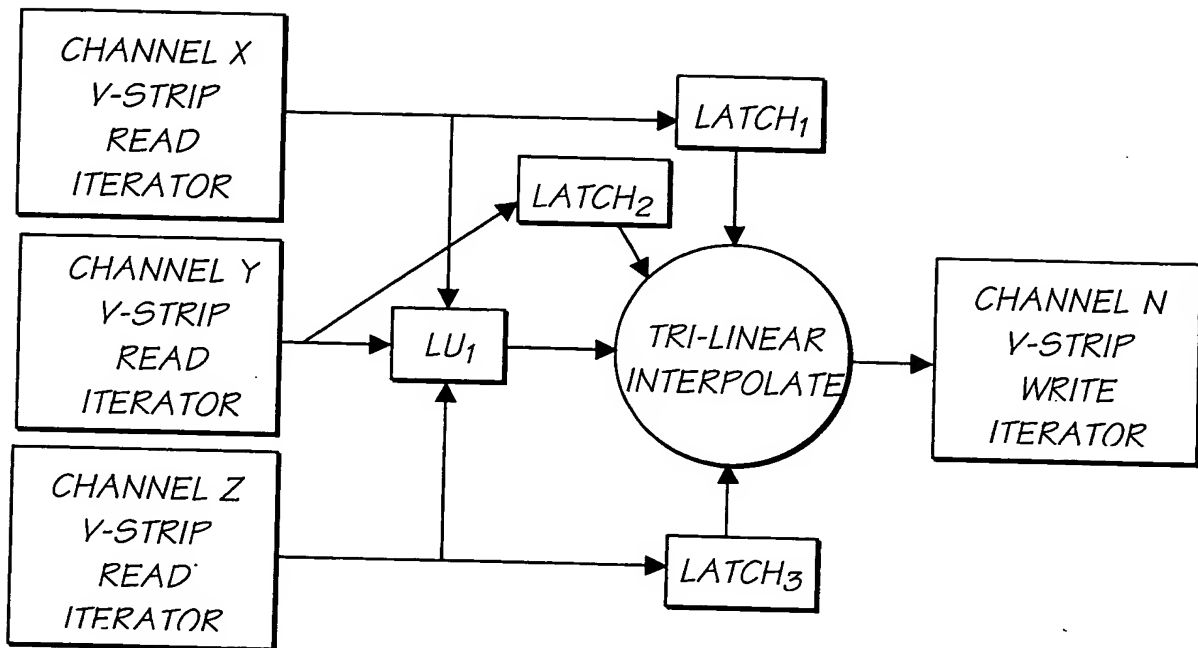 CHANNEL X
V-STRIP
READ
ITERATOR
LATCH1
LATCH2
CHANNEL Y
V-STRIP
READ
ITERATOR
LU1
TRI-LINEAR
INTERPOLATE
CHANNEL N
V-STRIP
WRITE
ITERATOR
CHANNEL Z
V-STRIP
READ
ITERATOR
LATCH3